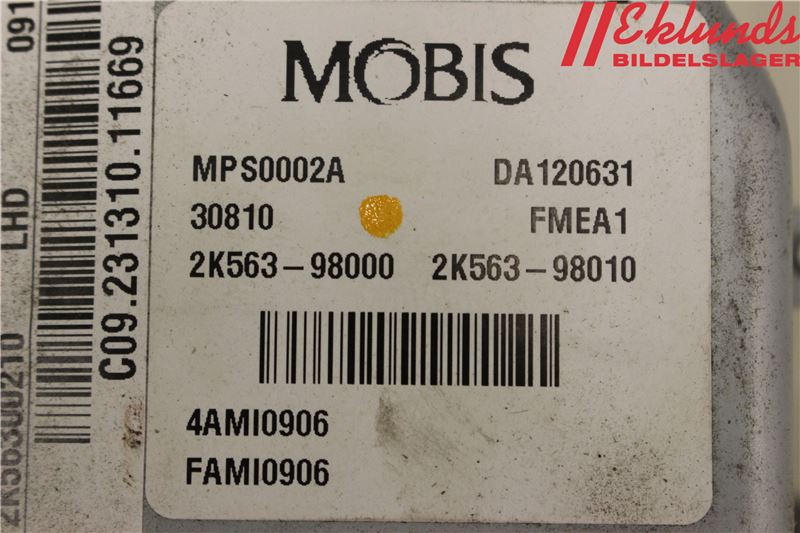 Eklunds
BILDELSLAGER
MOBIS
MPS0002A DA120631
30810 FMEA1
2K563-98000 2K563-98010
4AMI0906
FAMI0906
C09.231310.11669
LHD 091